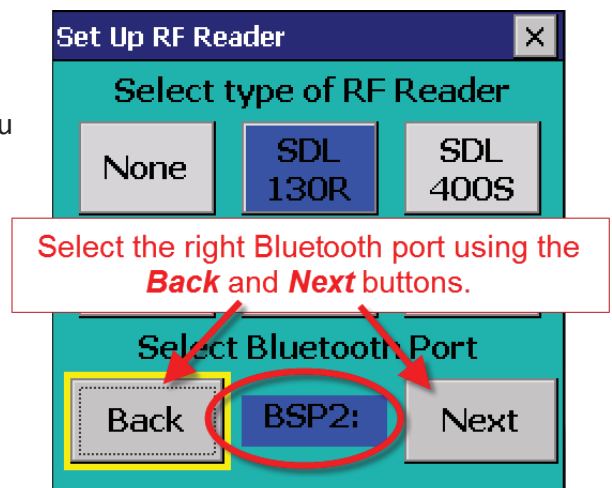 Set Up RF Reader
Select type of RF Reader
u
None
SDL
130R
SDL
400S
Select the right Bluetooth port using the
Back and Next buttons.
Select Bluetooth Port
Back
BSP2:
Next